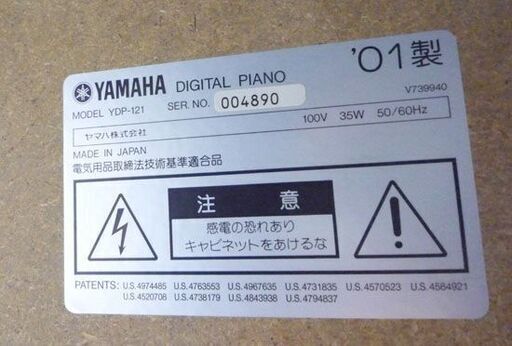 YAMAHA DIGITAL PIANO '01製
MODEL YDP-121 SER. NO. 004890 V739940
ヤマハ株式会社 100V 35W 50/60Hz
MADE IN JAPAN
電気用品取締法技術基準適合品
注意
感電の恐れあり
キャビネットをあけるな
PATENTS: U.S.4974485 U.S.4763553 U.S.4967635 U.S.4731835 U.S.4570523 U.S.4584921
U.S.4520708 U.S.4738179 U.S.4843938 U.S.4794837